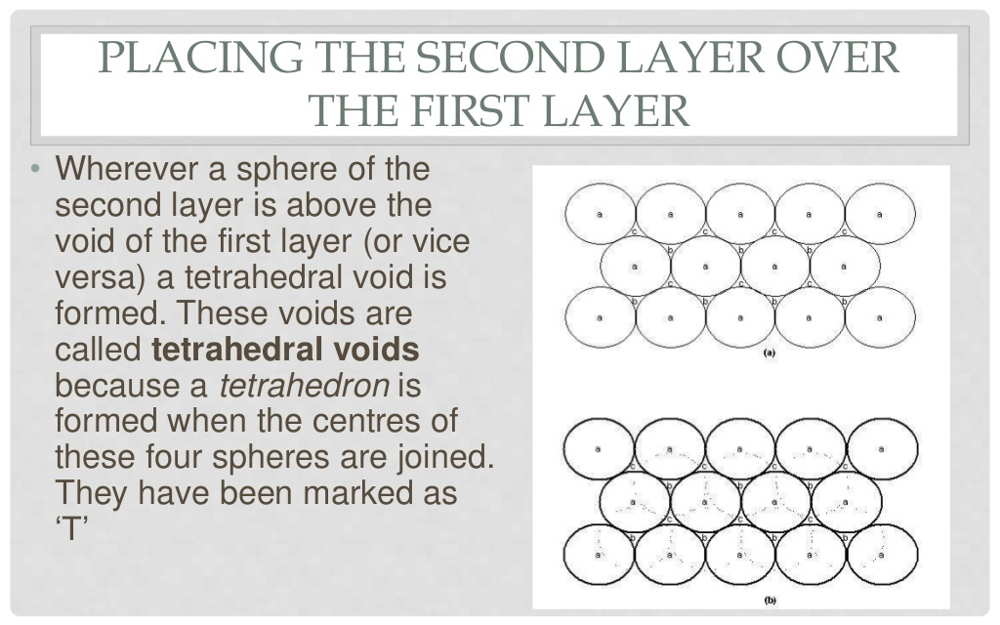 PLACING THE SECOND LAYER OVER
THE FIRST LAYER
• Wherever a sphere of the
second layer is above the
void of the first layer (or vice
versa) a tetrahedral void is
formed. These voids are
called tetrahedral voids
because a tetrahedron is
formed when the centres of
these four spheres are joined.
They have been marked as
‘T’
a a a a a
c c c c
b b b
a a a a
c c c
b b b b
a a a a a
(a)
a a a a a
c c c c
b b b
a a a a
c c c
b b b b
a a a a a
(b)